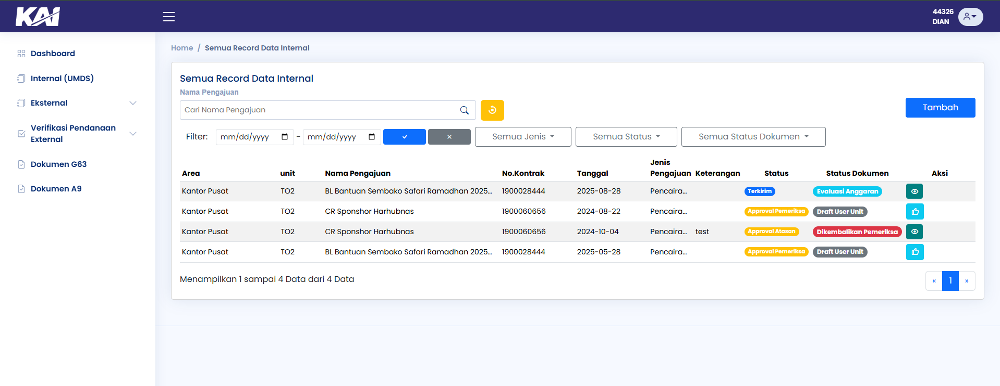 KAI
44326
DIAN
Dashboard
Internal (UMDS)
Eksternal
Verifikasi Pendanaan
External
Dokumen G63
Dokumen A9
Home / Semua Record Data Internal
Semua Record Data Internal
Nama Pengajuan
Cari Nama Pengajuan
Tambah
Filter: mm/dd/yyyy - mm/dd/yyyy Semua Jenis Semua Status Semua Status Dokumen
Area unit Nama Pengajuan No.Kontrak Tanggal Jenis Pengajuan Keterangan Status Status Dokumen Aksi
Kantor Pusat TO2 BL Bantuan Sembako Safari Ramadhan 2025... 1900028444 2025-08-28 Pencaira... Terkirim Evaluasi Anggaran
Kantor Pusat TO2 CR Sponshor Harhubnas 1900060656 2024-08-22 Pencaira... Approval Pemeriksa Draft User Unit
Kantor Pusat TO2 CR Sponshor Harhubnas 1900060656 2024-10-04 Pencaira... test Approval Atasan Dikembalikan Pemeriksa
Kantor Pusat TO2 BL Bantuan Sembako Safari Ramadhan 2025... 1900028444 2025-05-28 Pencaira... Approval Pemeriksa Draft User Unit
Menampilkan 1 sampai 4 Data dari 4 Data
« 1 »